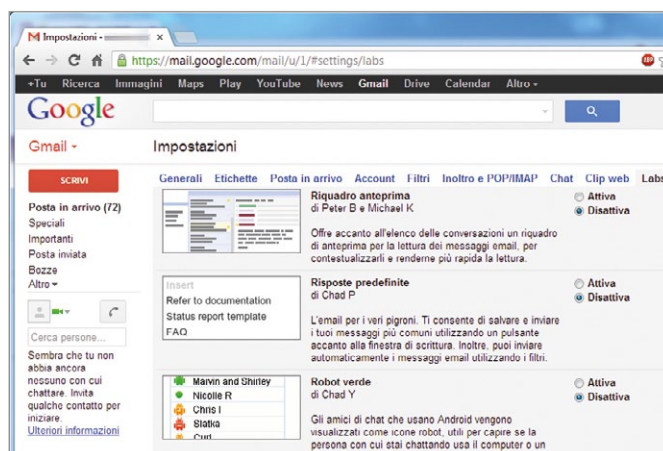 Impostazioni -
https://mail.google.com/mail/u/1/#settings/labs
+Tu Ricerca Immagini Maps Play YouTube News Gmail Drive Calendar Altro
Google
Gmail
Impostazioni
SCRIVI
Generali Etichette Posta in arrivo Account Filtri Inoltro e POP/IMAP Chat Clip web Labs
Posta in arrivo (72)
Speciali
Importanti
Posta inviata
Bozze
Altro
Cerca persone...
Sembra che tu non
abbia ancora
nessuno con cui
chattare. Invita
qualche contatto per
iniziare.
Ulteriori informazioni
Riquadro anteprima
di Peter B e Michael K
Offre accanto all'elenco delle conversazioni un riquadro
di anteprima per la lettura dei messaggi email, per
contestualizzarli e renderne più rapida la lettura.
Attiva
Disattiva
Insert
Refer to documentation
Status report template
FAQ
Risposte predefinite
di Chad P
L'email per i veri pigroni. Ti consente di salvare e inviare
i tuoi messaggi più comuni utilizzando un pulsante
accanto alla finestra di scrittura. Inoltre, puoi inviare
automaticamente i messaggi email utilizzando i filtri.
Attiva
Disattiva
Marvin and Shirley
Nicolle R
Chris I
Slatka
Curt
Robot verde
di Chad Y
Gli amici di chat che usano Android vengono
visualizzati come icone robot, utili per capire se la
persona con cui stai chattando usa il computer o un
Attiva
Disattiva